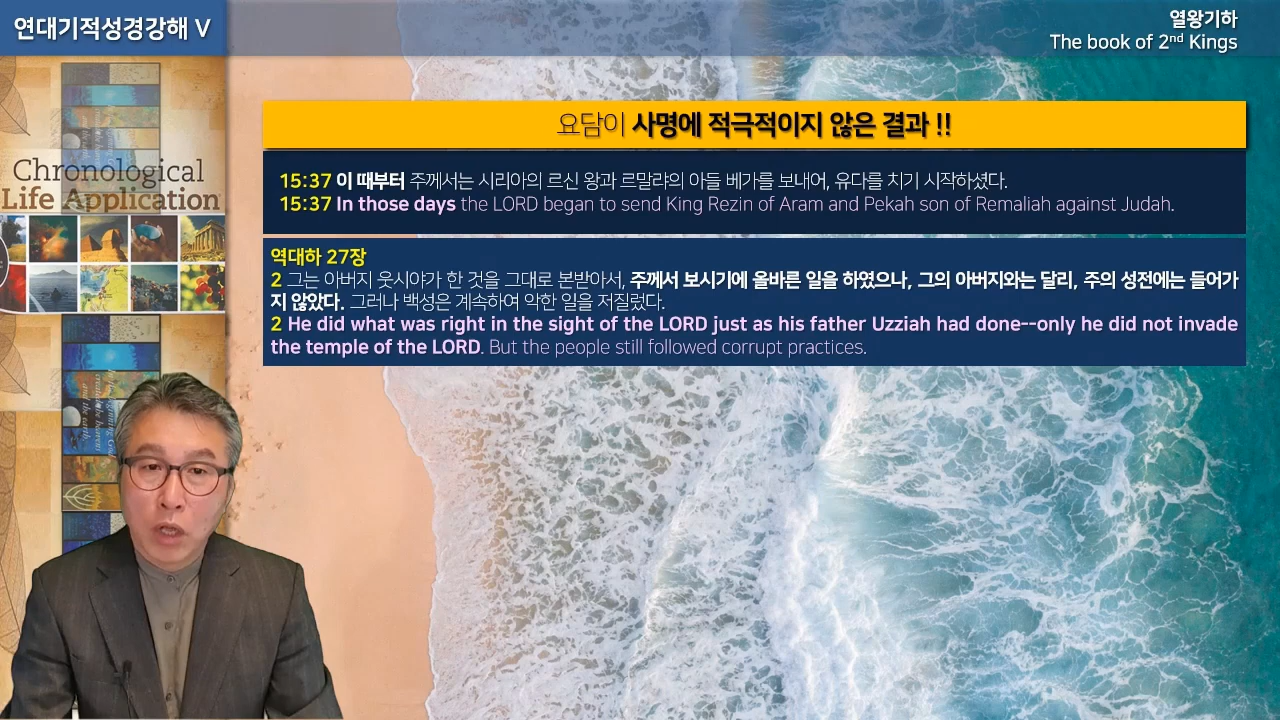 연대기적성경강해 V
열왕기하
The book of 2nd Kings
Chronological
Life Application
요담이 사명에 적극적이지 않은 결과 !!
15:37 이 때부터 주께서는 시리아의 르신 왕과 르말랴의 아들 베가를 보내어, 유다를 치기 시작하셨다.
15:37 In those days the LORD began to send King Rezin of Aram and Pekah son of Remaliah against Judah.
역대하 27장
2 그는 아버지 웃시야가 한 것을 그대로 본받아서, 주께서 보시기에 올바른 일을 하였으나, 그의 아버지와는 달리, 주의 성전에는 들어가
지 않았다. 그러나 백성은 계속하여 악한 일을 저질렀다.
2 He did what was right in the sight of the LORD just as his father Uzziah had done--only he did not invade
the temple of the LORD. But the people still followed corrupt practices.